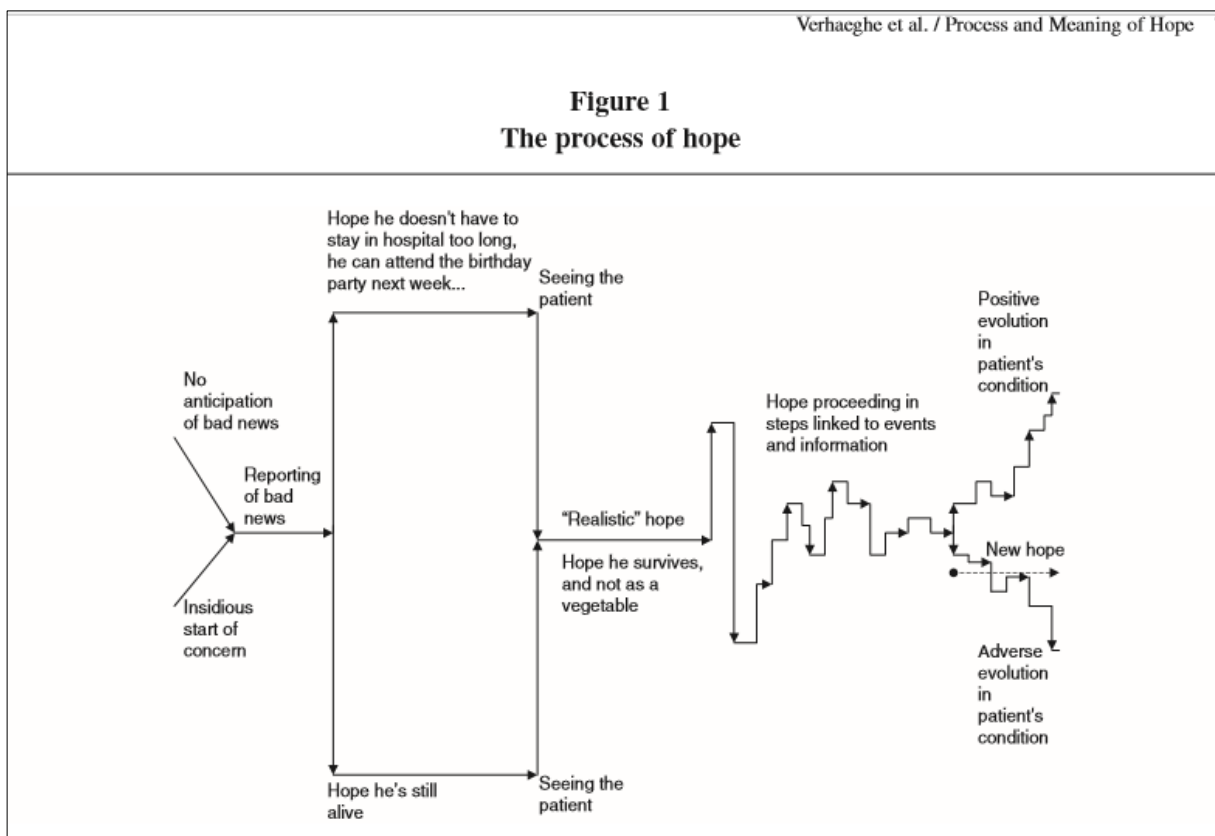 Verhaeghe et al. / Process and Meaning of Hope
Figure 1
The process of hope
Hope he doesn't have to
stay in hospital too long,
he can attend the birthday
party next week...
Seeing the
patient
No
anticipation
of bad news
Reporting
of bad
news
Insidious
start of
concern
Hope he's still
alive
Seeing the
patient
"Realistic" hope
Hope he survives,
and not as a
vegetable
Hope proceeding in
steps linked to events
and information
Positive
evolution
in
patient's
condition
New hope
Adverse
evolution
in
patient's
condition